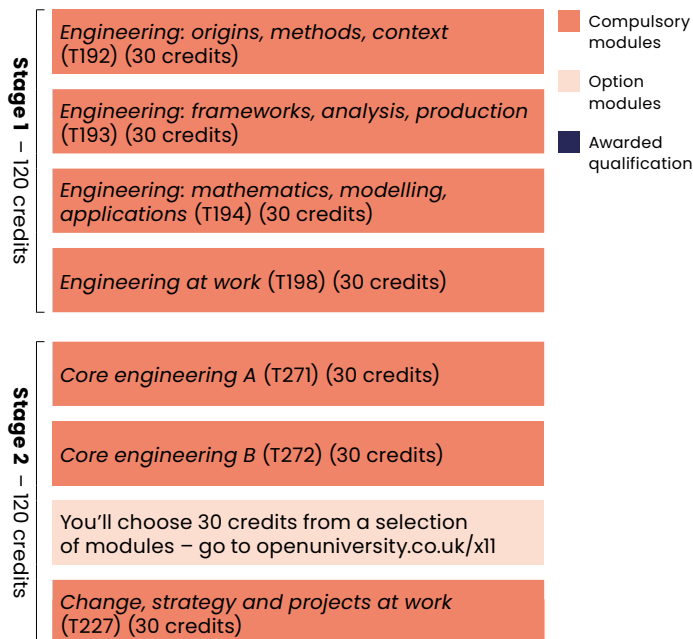 Stage 1 – 120 credits
Engineering: origins, methods, context
(T192) (30 credits)
Engineering: frameworks, analysis, production
(T193) (30 credits)
Engineering: mathematics, modelling,
applications (T194) (30 credits)
Engineering at work (T198) (30 credits)
Stage 2 – 120 credits
Core engineering A (T271) (30 credits)
Core engineering B (T272) (30 credits)
You’ll choose 30 credits from a selection
of modules – go to openuniversity.co.uk/x11
Change, strategy and projects at work
(T227) (30 credits)
Compulsory
modules
Option
modules
Awarded
qualification